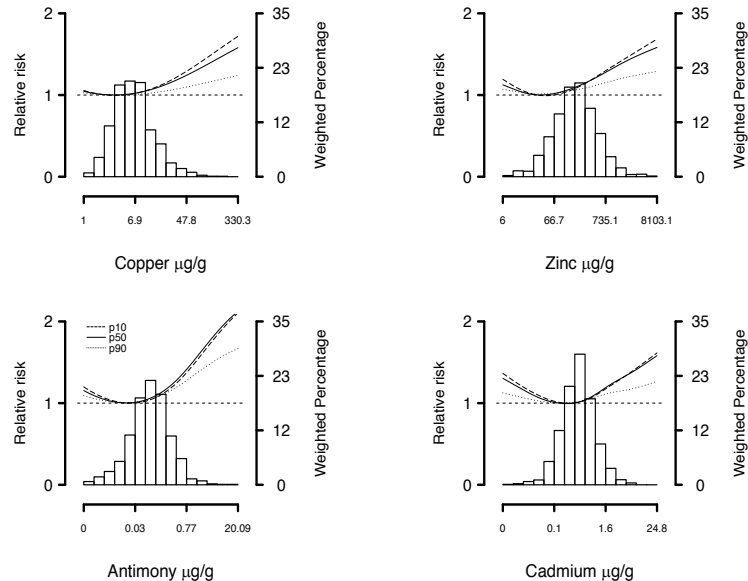 2
1
0
Relative risk
35
23
12
0
Weighted Percentage
1 6.9 47.8 330.3
Copper µg/g
2
1
0
Relative risk
35
23
12
0
Weighted Percentage
6 66.7 735.1 8103.1
Zinc µg/g
2
1
0
Relative risk
p10
p50
p90
35
23
12
0
Weighted Percentage
0 0.03 0.77 20.09
Antimony µg/g
2
1
0
Relative risk
35
23
12
0
Weighted Percentage
0 0.1 1.6 24.8
Cadmium µg/g